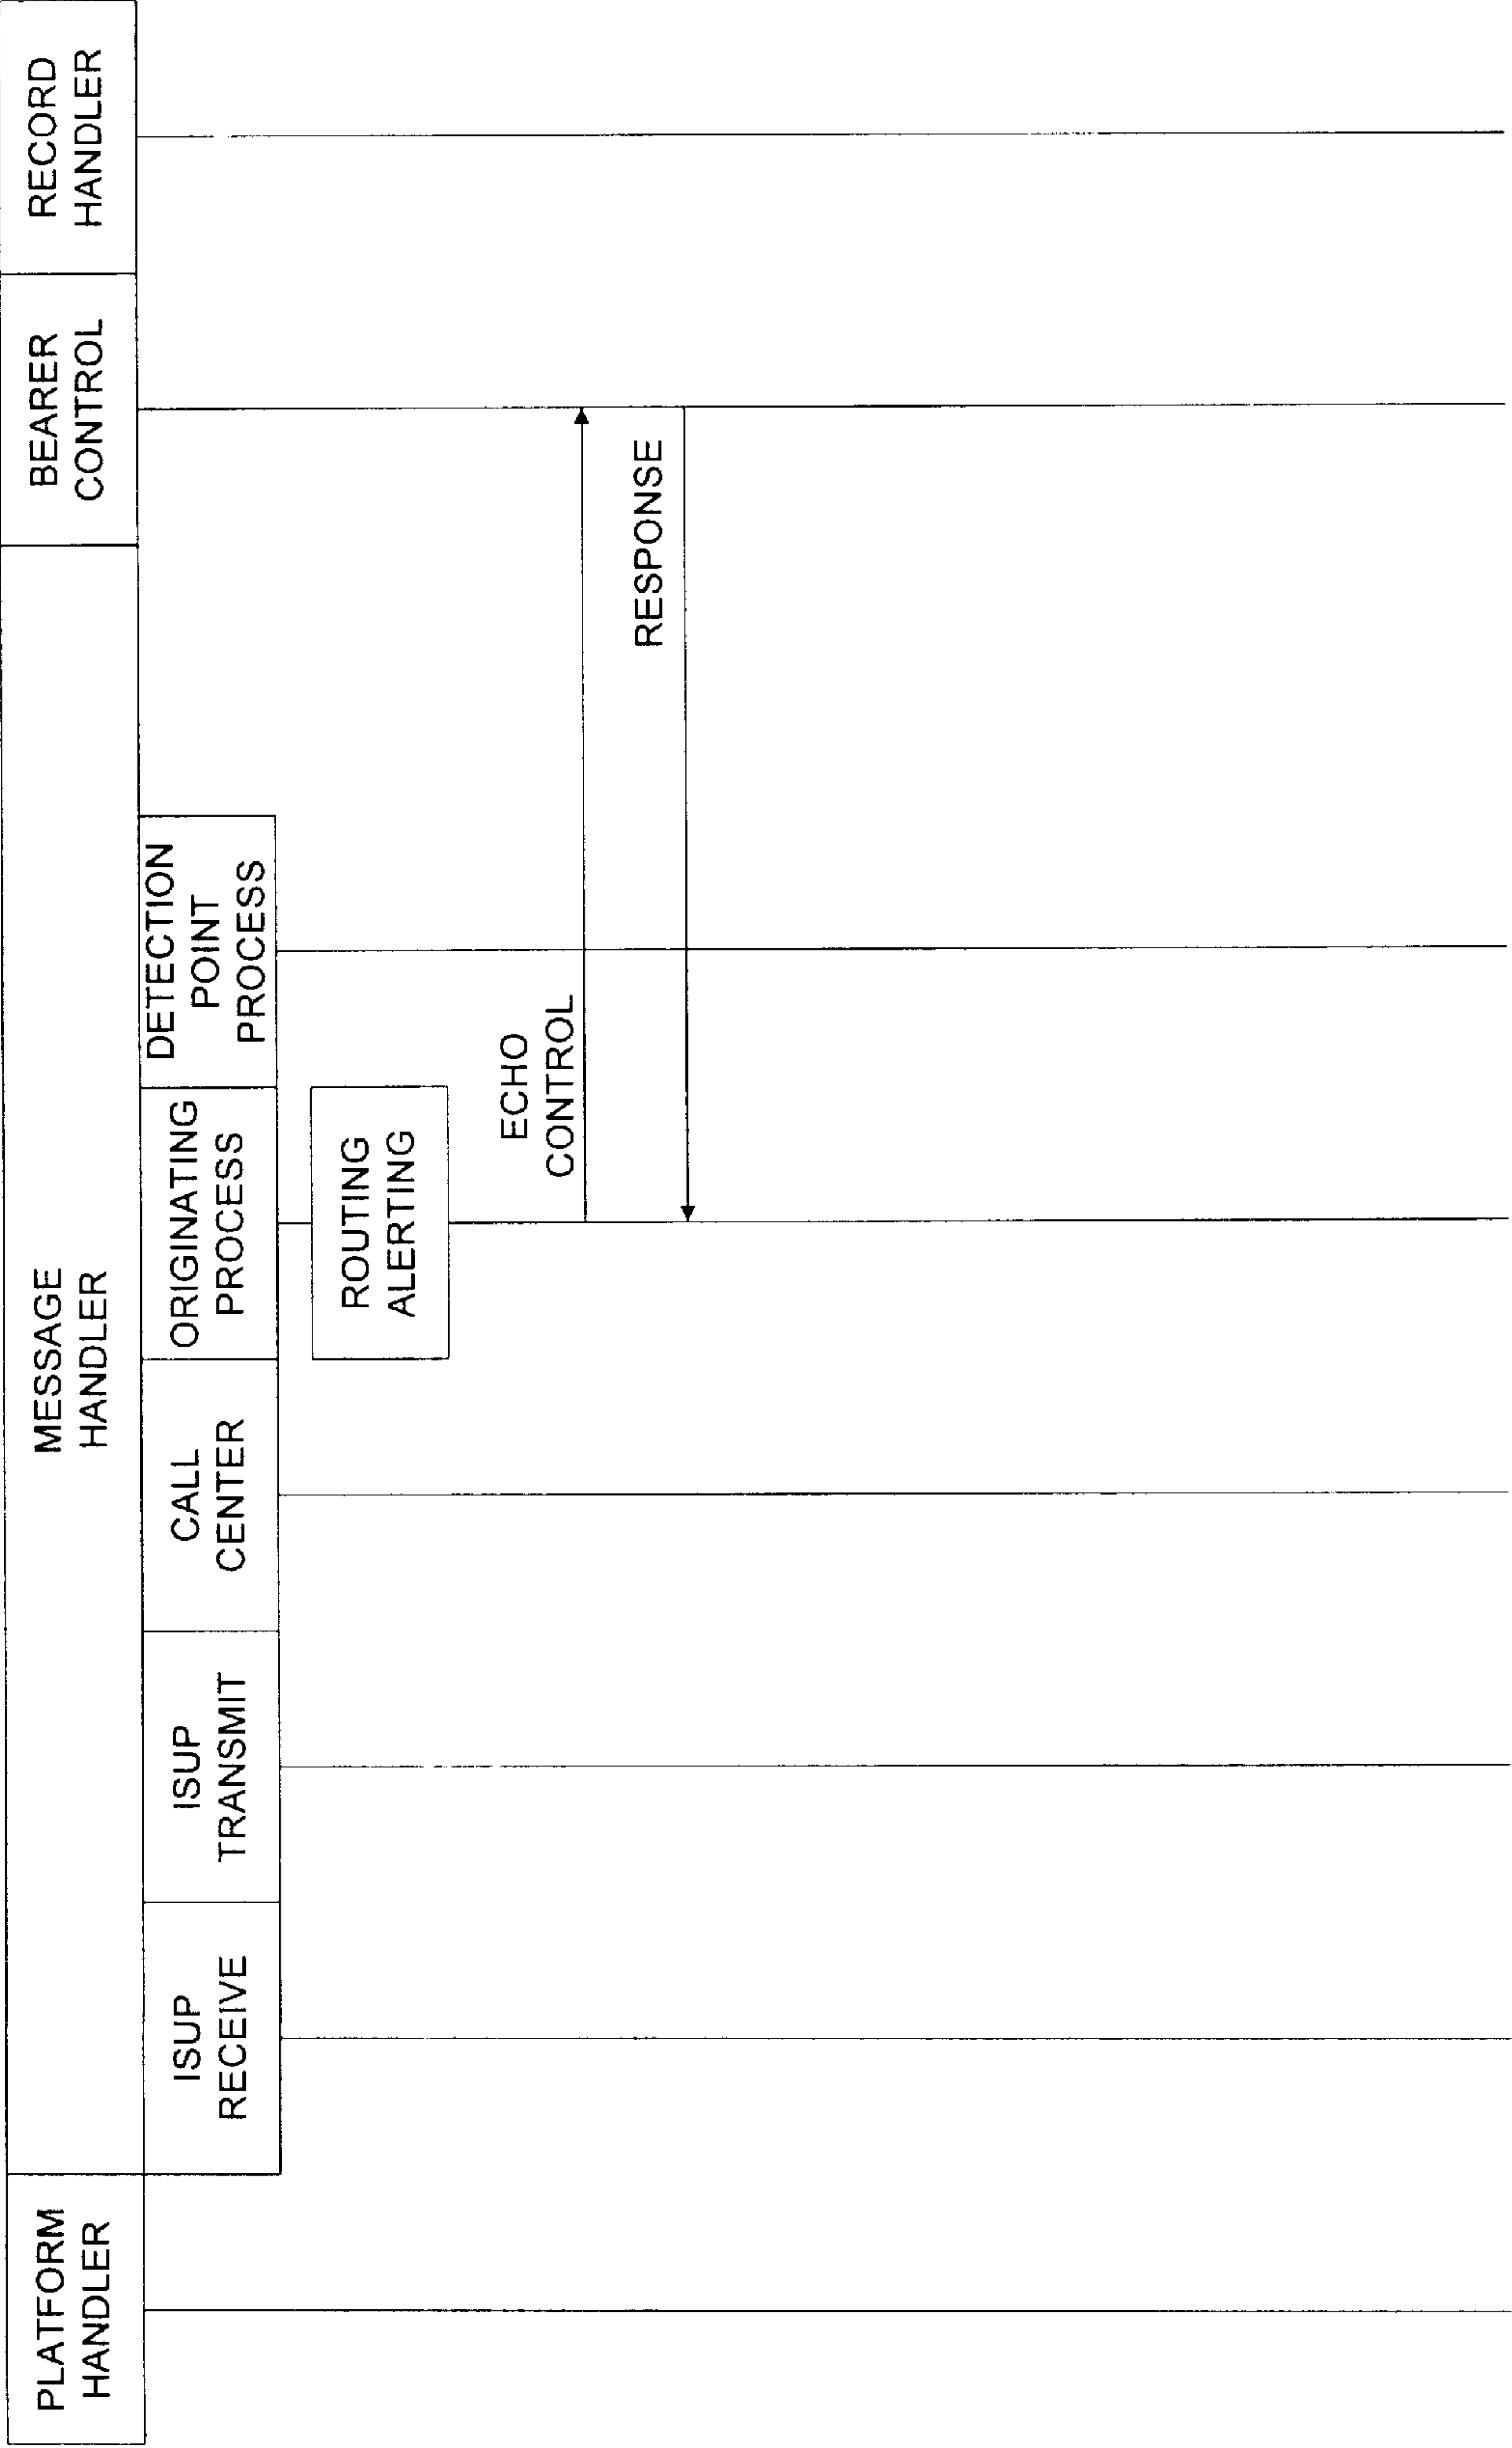 PLATFORM
HANDLER
MESSAGE
HANDLER
BEARER
CONTROL
RECORD
HANDLER
ISUP
RECEIVE
ISUP
TRANSMIT
CALL
CENTER
ORIGINATING
PROCESS
DETECTION
POINT
PROCESS
ROUTING
ALERTING
ECHO
CONTROL
RESPONSE